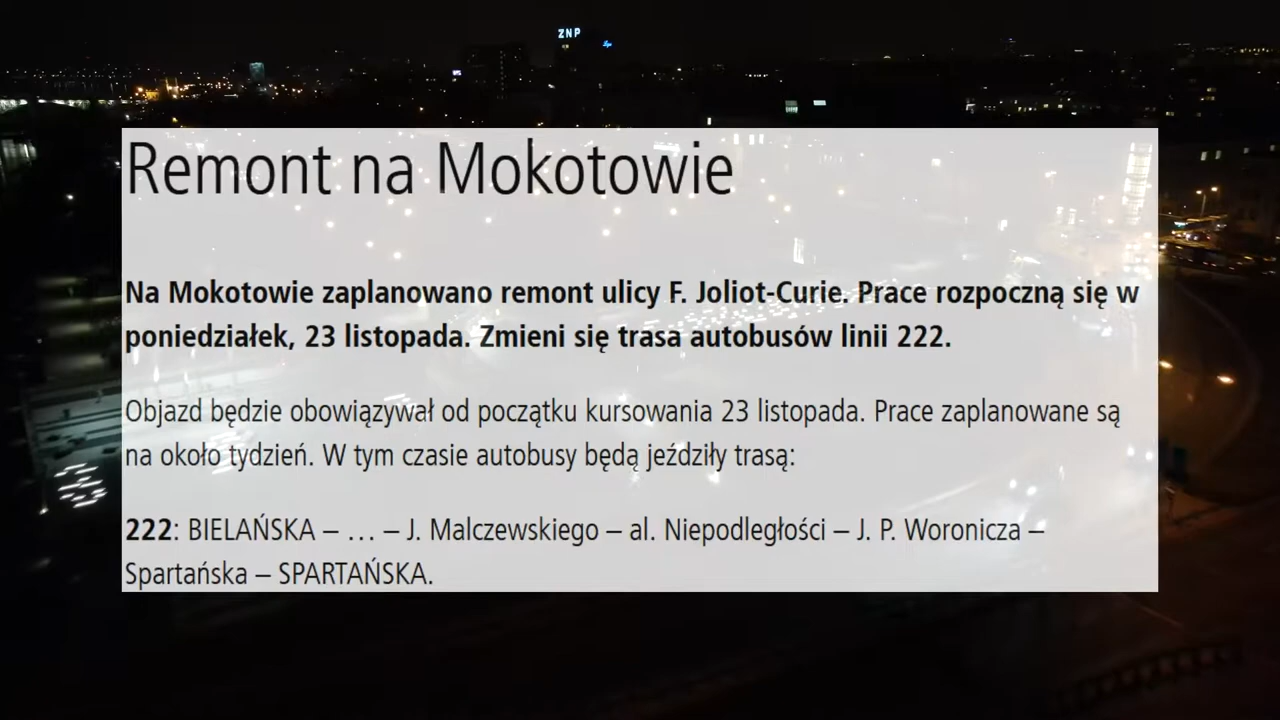 ZNP
Remont na Mokotowie
Na Mokotowie zaplanowano remont ulicy F. Joliot-Curie. Prace rozpoczną się w
poniedziałek, 23 listopada. Zmieni się trasa autobusów linii 222.
Objazd będzie obowiązywał od początku kursowania 23 listopada. Prace zaplanowane są
na około tydzień. W tym czasie autobusy będą jeździły trasą:
222: BIELAŃSKA – … – J. Malczewskiego – al. Niepodległości – J. P. Woronicza –
Spartańska – SPARTAŃSKA.